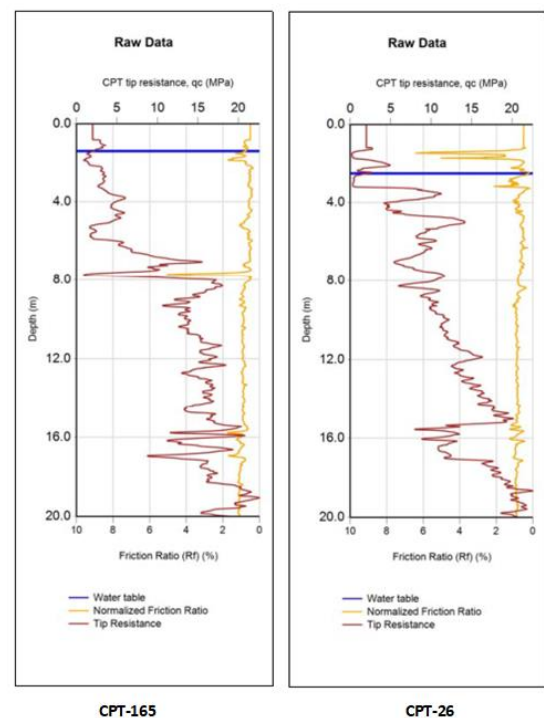 Raw Data
CPT tip resistance, qc (MPa)
0 5 10 15 20
0.0
4.0
8.0
12.0
16.0
20.0
Depth (m)
10 8 6 4 2 0
Friction Ratio (Rf) (%)
Water table
Normalized Friction Ratio
Tip Resistance
CPT-165
Raw Data
CPT tip resistance, qc (MPa)
0 5 10 15 20
0.0
4.0
8.0
12.0
16.0
20.0
Depth (m)
10 8 6 4 2 0
Friction Ratio (Rf) (%)
Water table
Normalized Friction Ratio
Tip Resistance
CPT-26